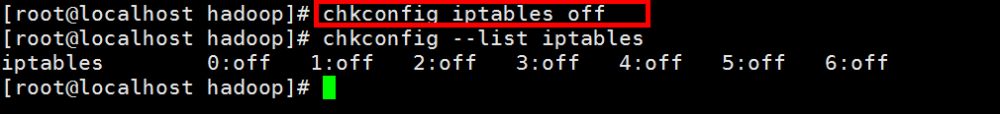 [root@localhost hadoop]# chkconfig iptables off
[root@localhost hadoop]# chkconfig --list iptables
iptables        0:off   1:off   2:off   3:off   4:off   5:off   6:off
[root@localhost hadoop]#